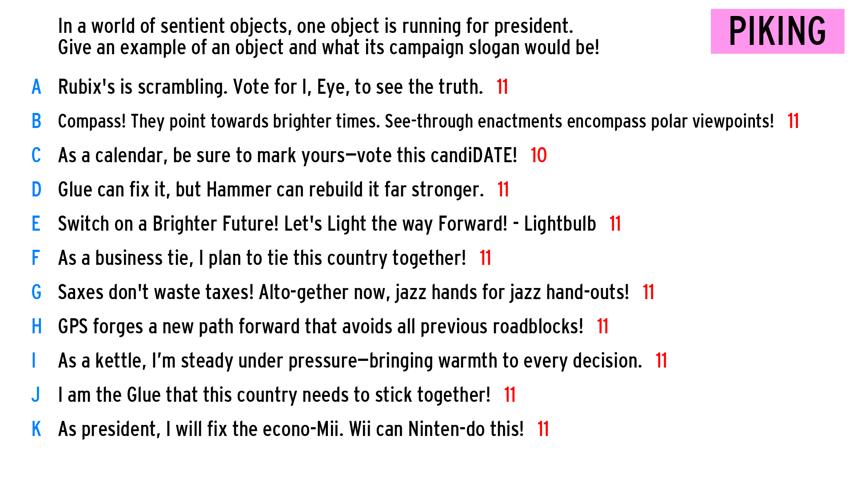 In a world of sentient objects, one object is running for president.
Give an example of an object and what its campaign slogan would be!
PIKING
A Rubix's is scrambling. Vote for I, Eye, to see the truth. 11
B Compass! They point towards brighter times. See-through enactments encompass polar viewpoints! 11
C As a calendar, be sure to mark yours—vote this candiDATE! 10
D Glue can fix it, but Hammer can rebuild it far stronger. 11
E Switch on a Brighter Future! Let's Light the way Forward! - Lightbulb 11
F As a business tie, I plan to tie this country together! 11
G Saxes don't waste taxes! Alto-gether now, jazz hands for jazz hand-outs! 11
H GPS forges a new path forward that avoids all previous roadblocks! 11
I As a kettle, I’m steady under pressure—bringing warmth to every decision. 11
J I am the Glue that this country needs to stick together! 11
K As president, I will fix the econo-Mii. Wii can Ninten-do this! 11